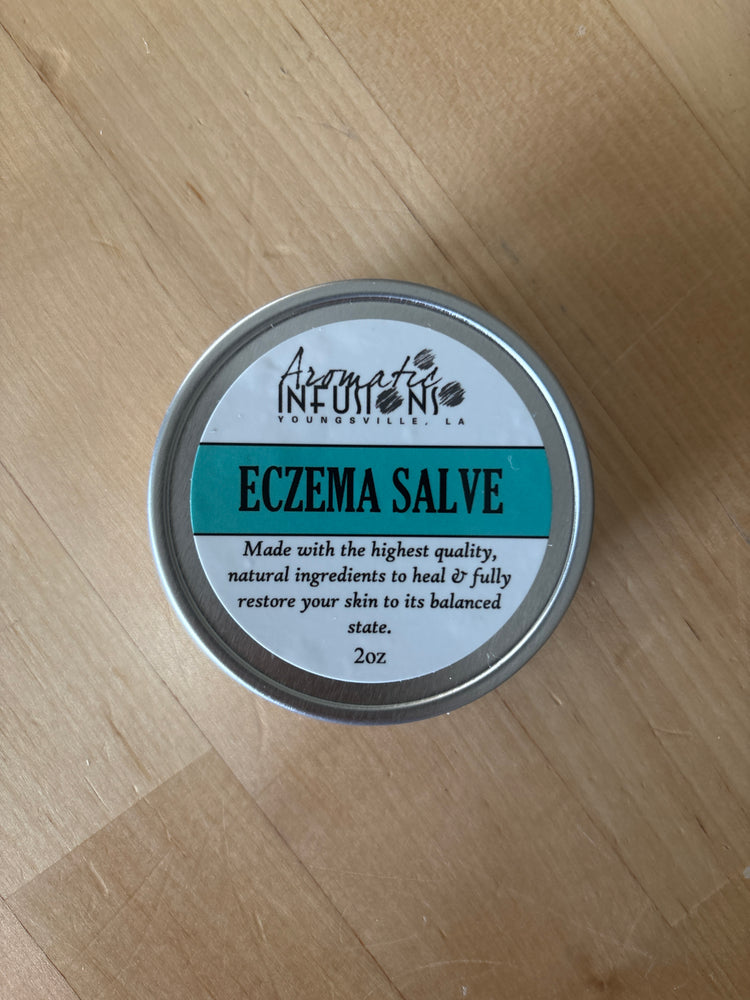 Aromatic
INFUSIONS
YOUNGSVILLE, LA
ECZEMA SALVE
Made with the highest quality,
natural ingredients to heal & fully
restore your skin to its balanced
state.
2oz